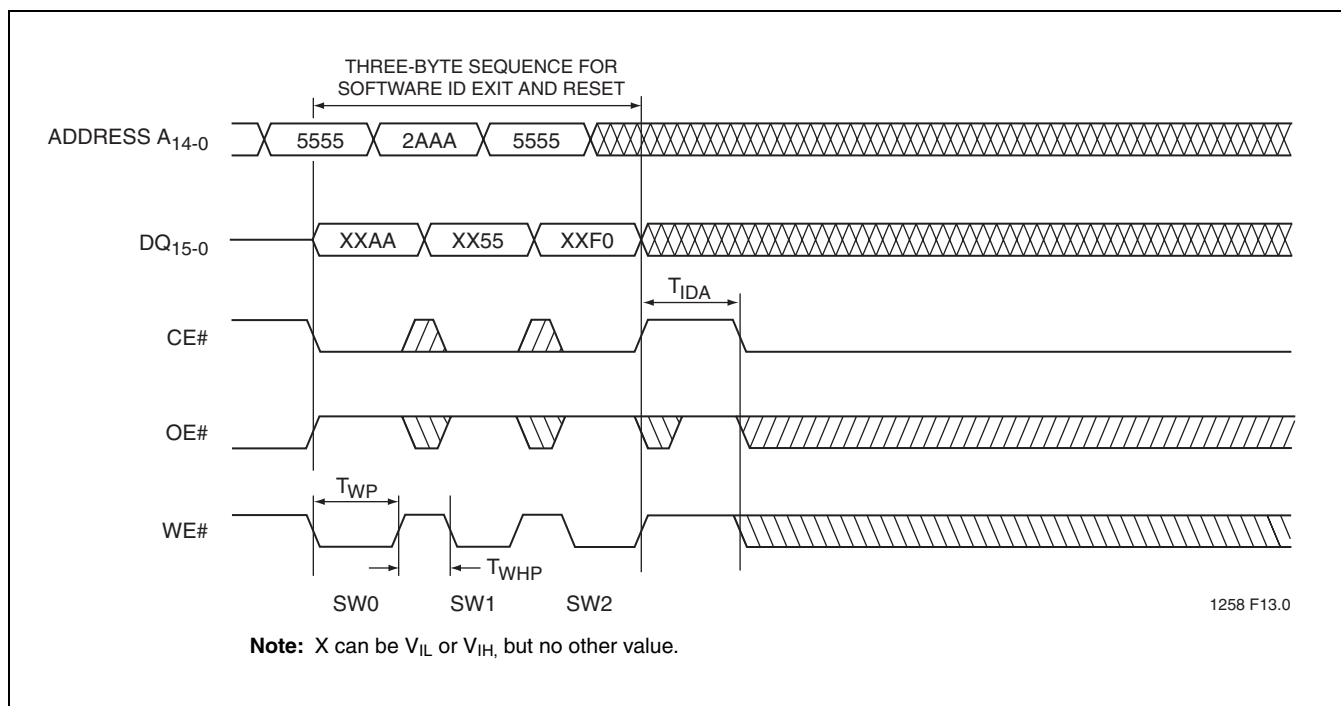 THREE-BYTE SEQUENCE FOR
SOFTWARE ID EXIT AND RESET
ADDRESS A14-0
5555 2AAA 5555
DQ15-0
XXAA XX55 XXF0
TIDA
CE#
OE#
TWP
WE#
TWHP
SW0 SW1 SW2
1258 F13.0
Note: X can be VIL or VIH, but no other value.